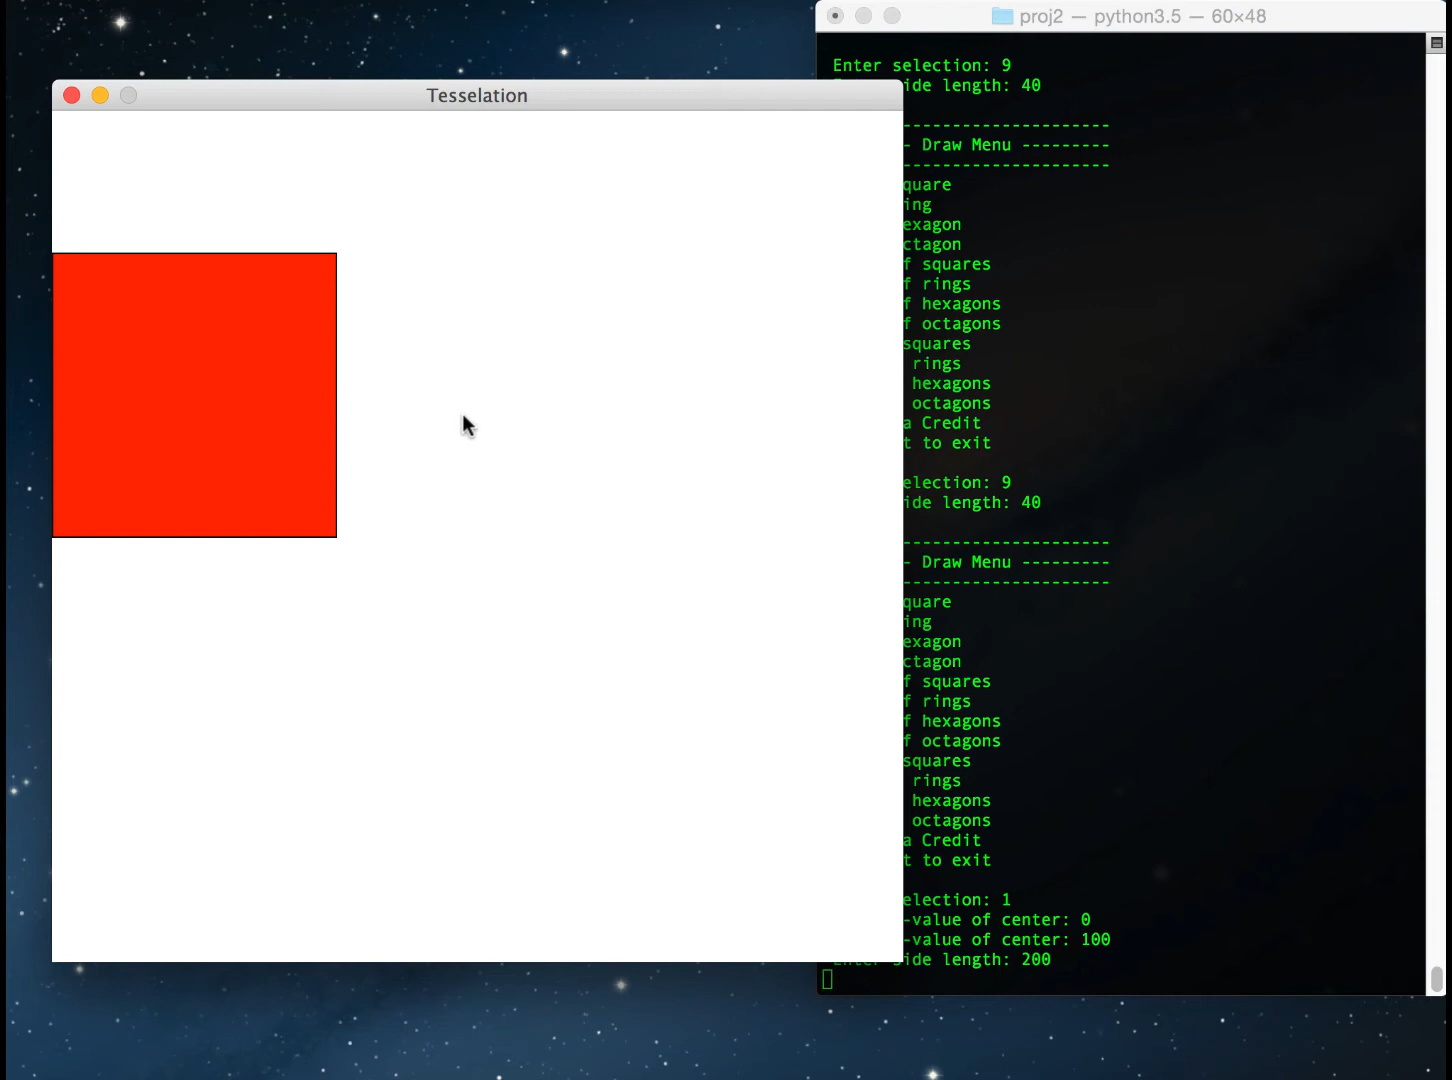 proj2 — python3.5 — 60×48
Tesselation
Enter selection: 9
ide length: 40
---------------------
- Draw Menu ---------
---------------------
quare
ing
exagon
ctagon
f squares
f rings
f hexagons
f octagons
squares
rings
hexagons
octagons
a Credit
t to exit
election: 9
ide length: 40
---------------------
- Draw Menu ---------
---------------------
quare
ing
exagon
ctagon
f squares
f rings
f hexagons
f octagons
squares
rings
hexagons
octagons
a Credit
t to exit
election: 1
-value of center: 0
-value of center: 100
Enter side length: 200